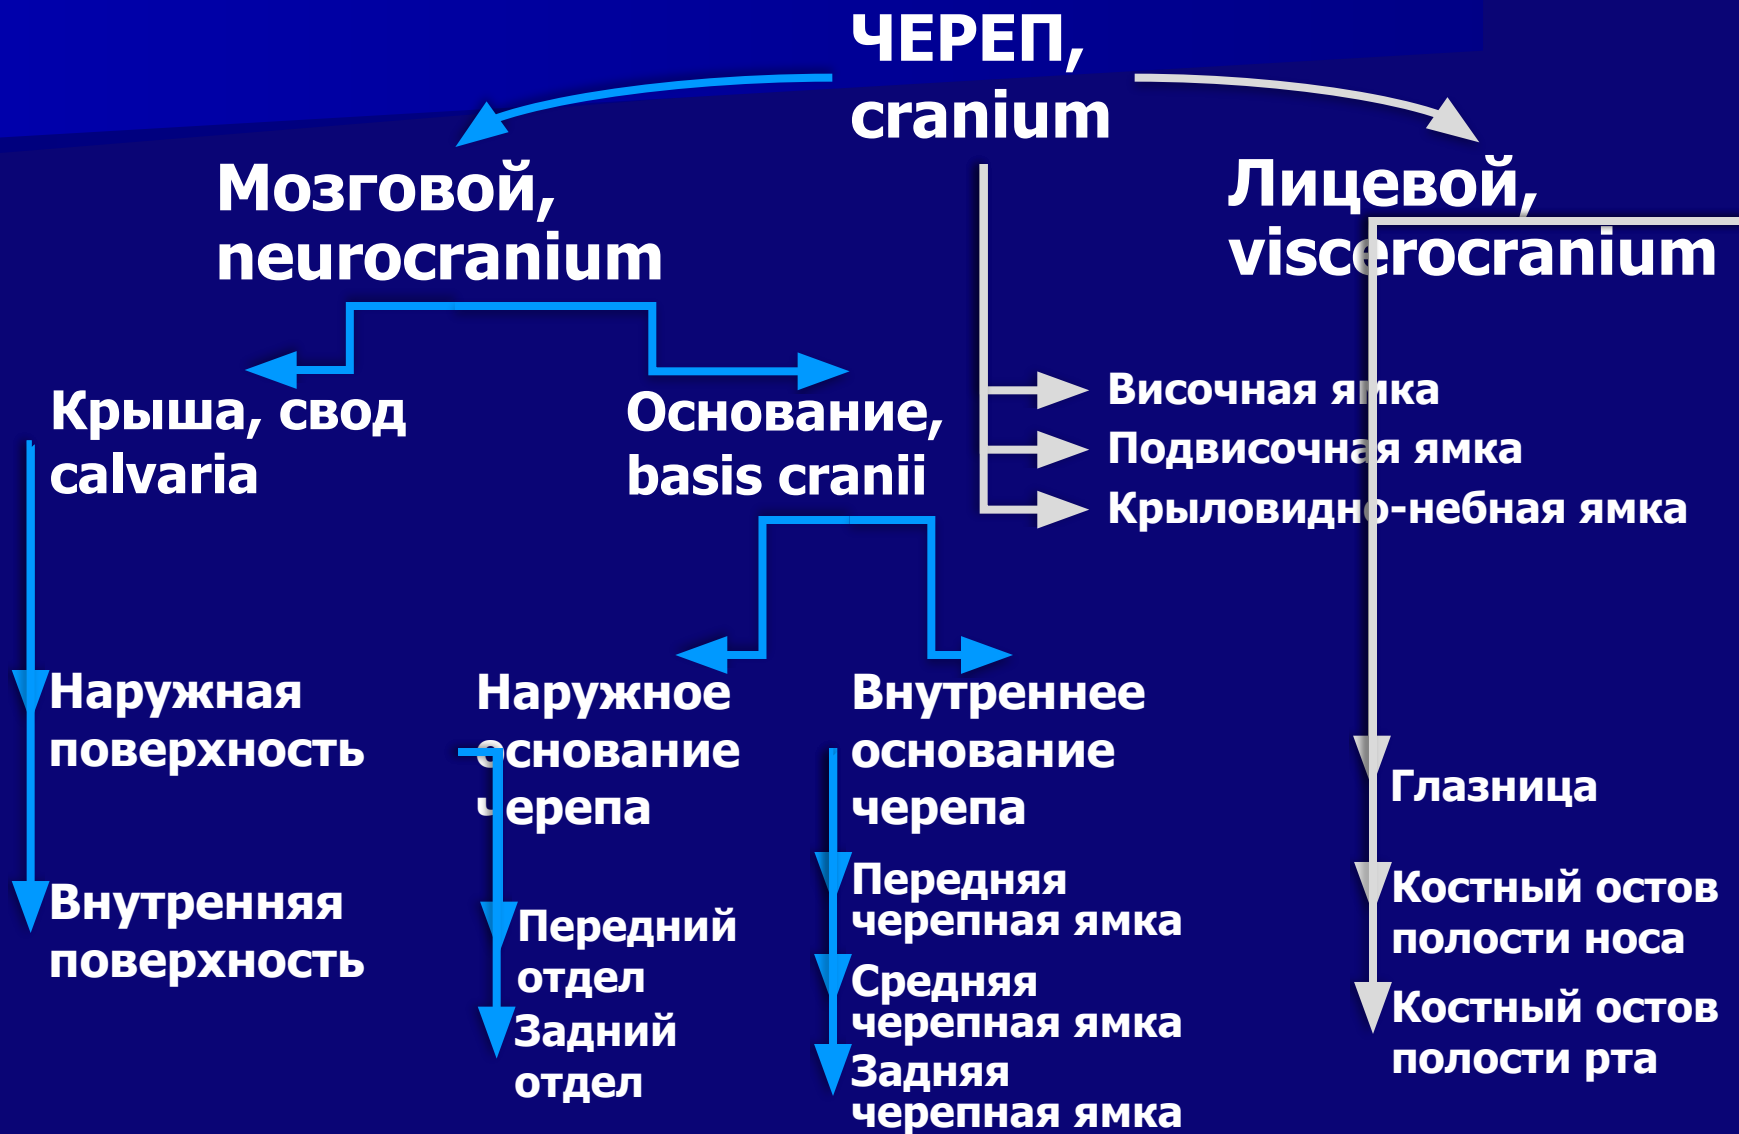 ЧЕРЕП,
cranium
Мозговой,
neurocranium
Лицевой,
viscerocranium
Крыша, свод
calvaria
Основание,
basis cranii
Височная ямка
Подвисочная ямка
Крыловидно-небная ямка
Наружная
поверхность
Внутренняя
поверхность
Наружное
основание
черепа
Передний
отдел
Задний
отдел
Внутреннее
основание
черепа
Передняя
черепная ямка
Средняя
черепная ямка
Задняя
черепная ямка
Глазница
Костный остов
полости носа
Костный остов
полости рта